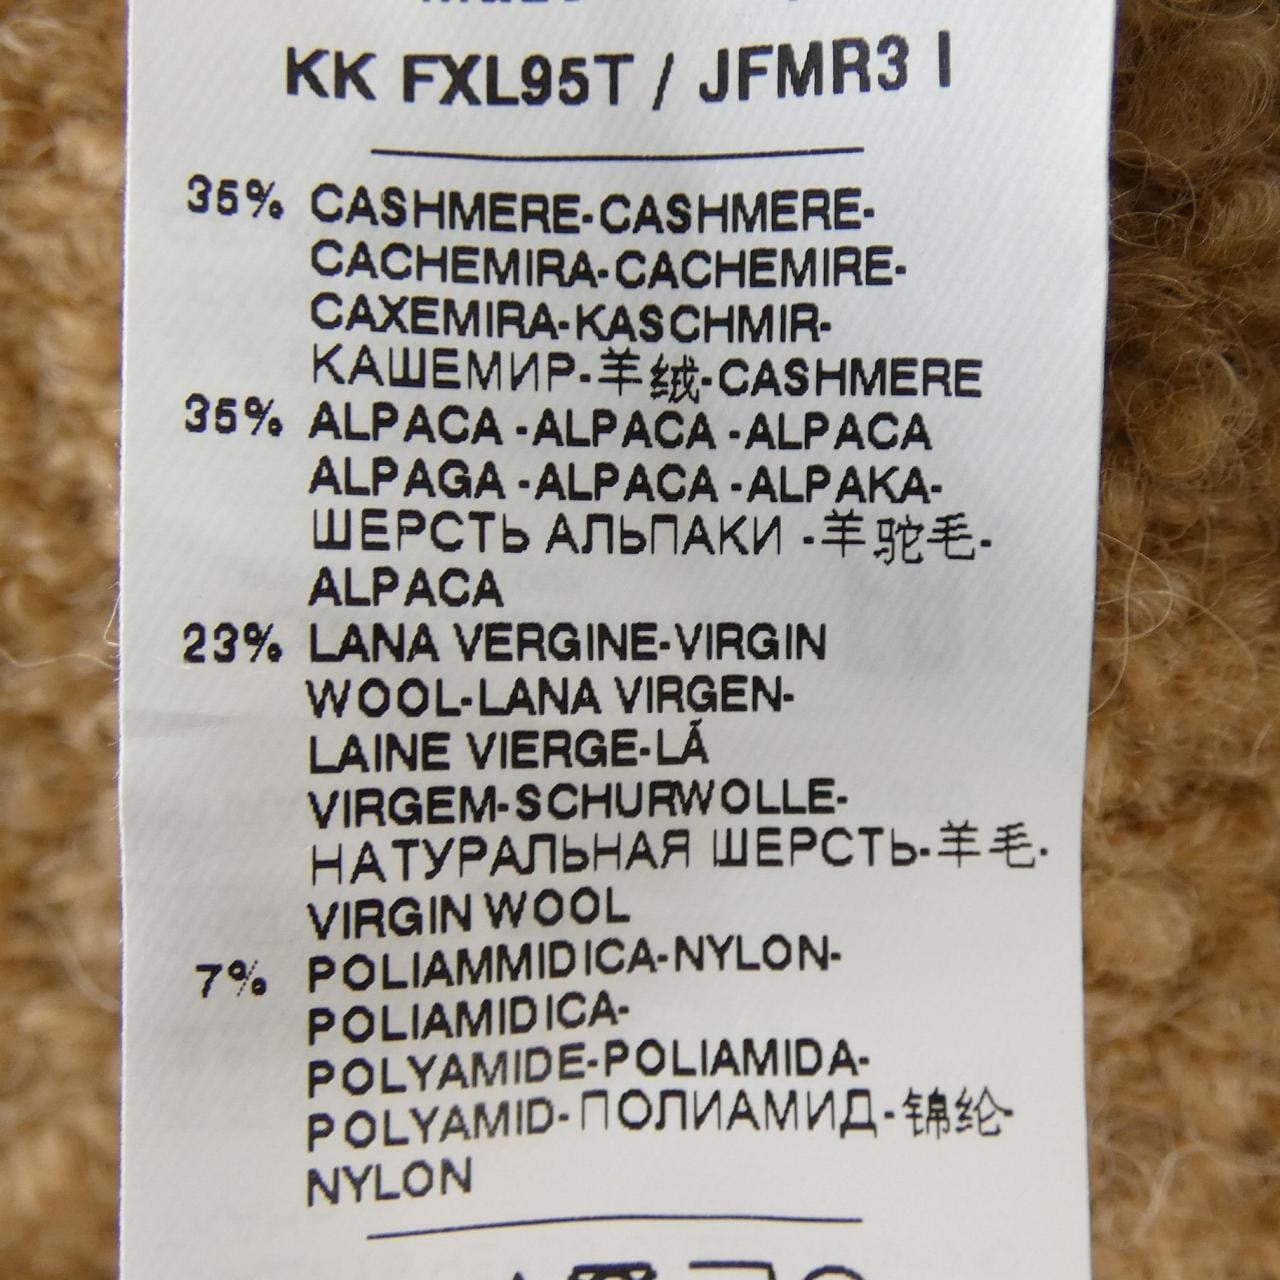 KK FXL95T / JFMR3 I
35% CASHMERE-CASHMERE-
CACHEMIRA-CACHEMIRE-
CAXEMIRA-KASCHMIR-
КАШЕМИР-羊绒-CASHMERE
35% ALPACA -ALPACA -ALPACA
ALPAGA -ALPACA -ALPAKA-
ШЕРСТЬ АЛЬПАКИ -羊驼毛-
ALPACA
23% LANA VERGINE-VIRGIN
WOOL-LANA VIRGEN-
LAINE VIERGE-LÃ
VIRGEM-SCHURWOLLE-
НАТУРАЛЬНАЯ ШЕРСТЬ-羊毛-
VIRGIN WOOL
7% POLIAMMIDICA-NYLON-
POLIAMIDICA-
POLYAMIDE-POLIAMIDA-
POLYAMID-ПОЛИАМИД-锦纶-
NYLON